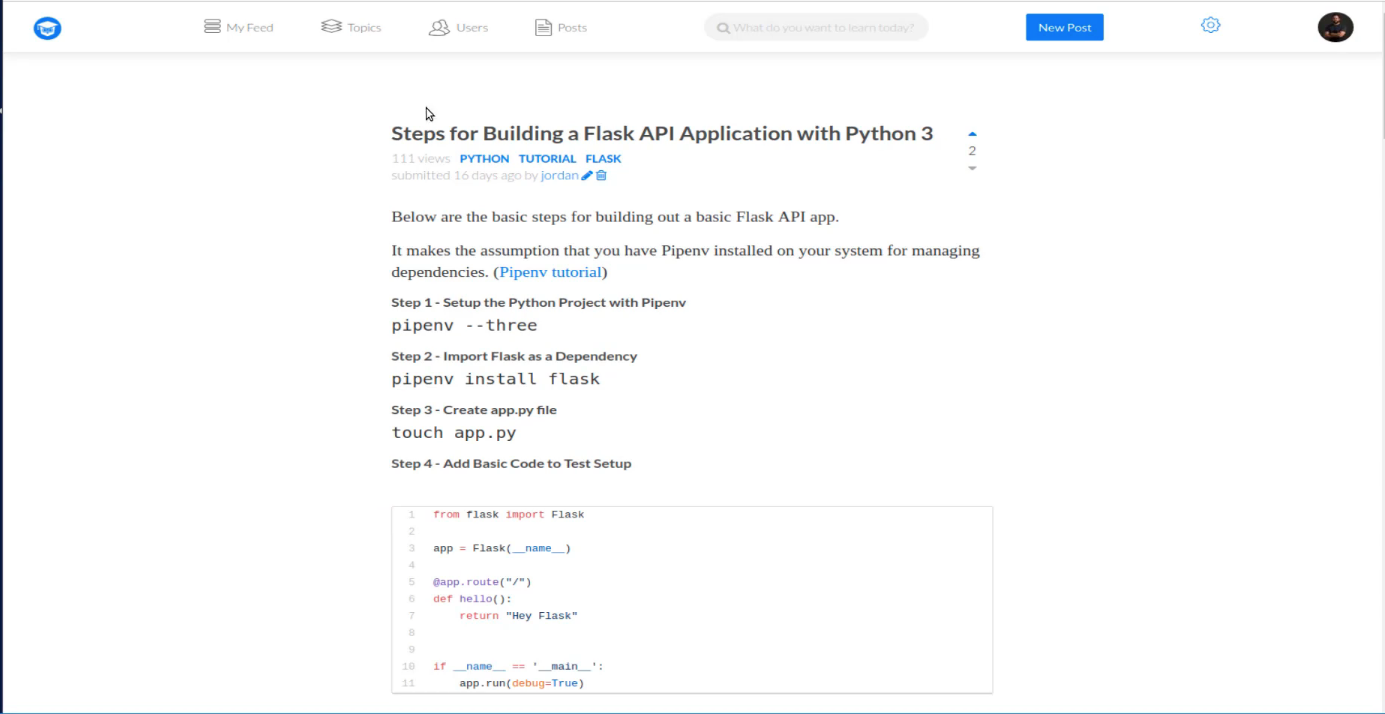 My Feed Topics Users Posts What do you want to learn today? New Post
Steps for Building a Flask API Application with Python 3
2
111 views PYTHON TUTORIAL FLASK
submitted 16 days ago by jordan
Below are the basic steps for building out a basic Flask API app.
It makes the assumption that you have Pipenv installed on your system for managing
dependencies. (Pipenv tutorial)
Step 1 - Setup the Python Project with Pipenv
pipenv --three
Step 2 - Import Flask as a Dependency
pipenv install flask
Step 3 - Create app.py file
touch app.py
Step 4 - Add Basic Code to Test Setup
1 from flask import Flask
2
3 app = Flask(__name__)
4
5 @app.route("/")
6 def hello():
7 return "Hey Flask"
8
9
10 if __name__ == '__main__':
11 app.run(debug=True)